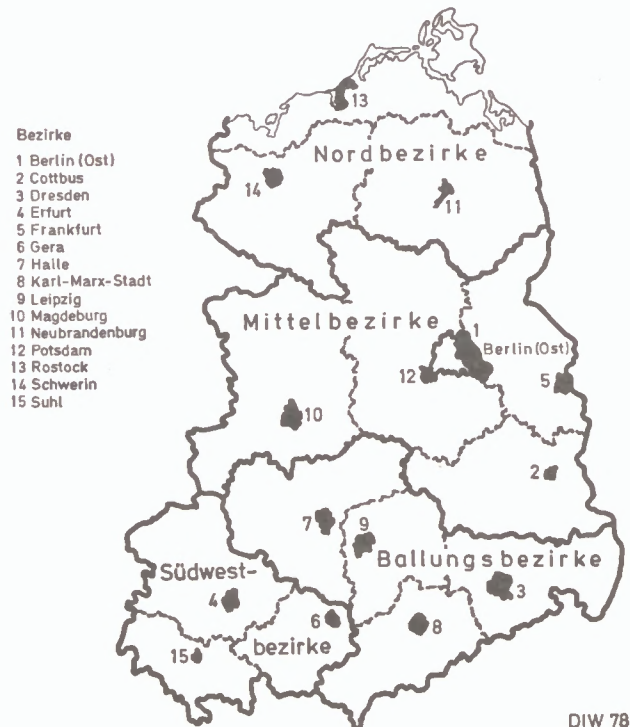 Bezirke
1 Berlin (Ost)
2 Cottbus
3 Dresden
4 Erfurt
5 Frankfurt
6 Gera
7 Halle
8 Karl-Marx-Stadt
9 Leipzig
10 Magdeburg
11 Neubrandenburg
12 Potsdam
13 Rostock
14 Schwerin
15 Suhl
13
Nordbezirke
14
11
Mittelbezirke
1
Berlin (Ost)
12
5
10
2
7
9
Ballungsbezirke
Südwest-
4
3
6
8
bezirke
15
DIW 78